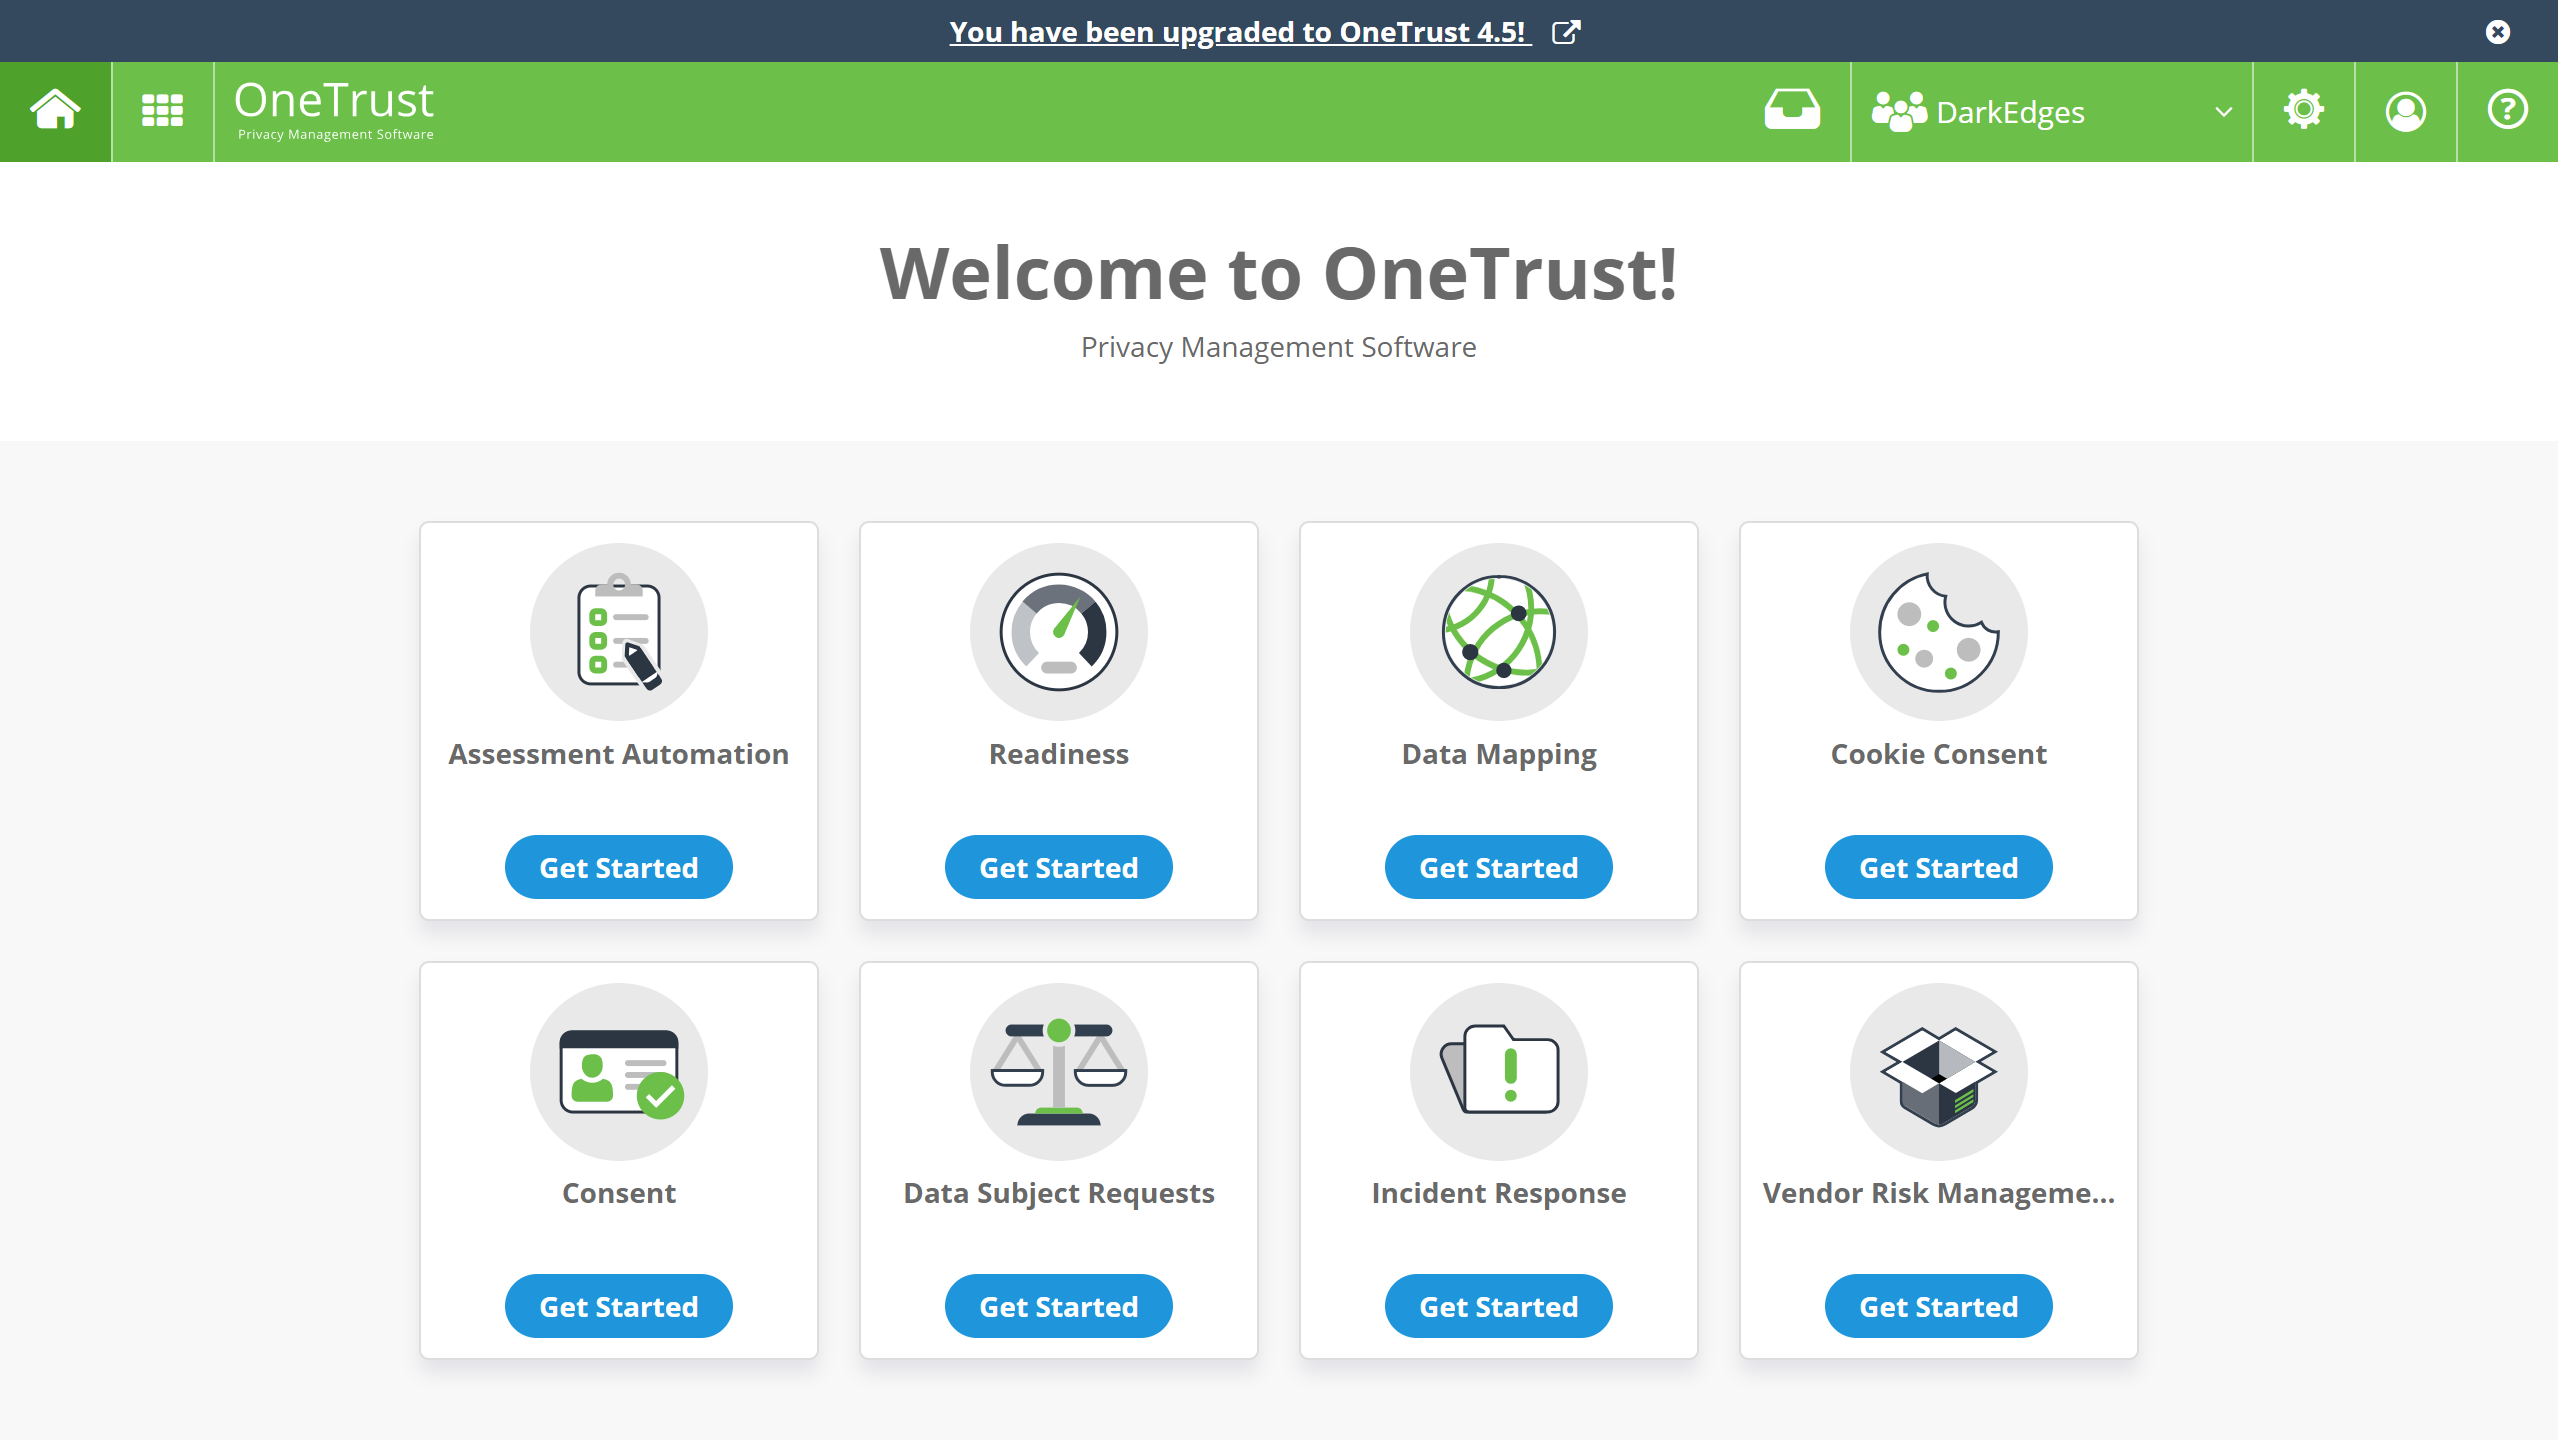 You have been upgraded to OneTrust 4.5!
OneTrust
Privacy Management Software
DarkEdges
?
Welcome to OneTrust!
Privacy Management Software
Assessment Automation
Readiness
Data Mapping
Cookie Consent
Get Started
Get Started
Get Started
Get Started
Consent
Data Subject Requests
Incident Response
Vendor Risk Manageme...
Get Started
Get Started
Get Started
Get Started